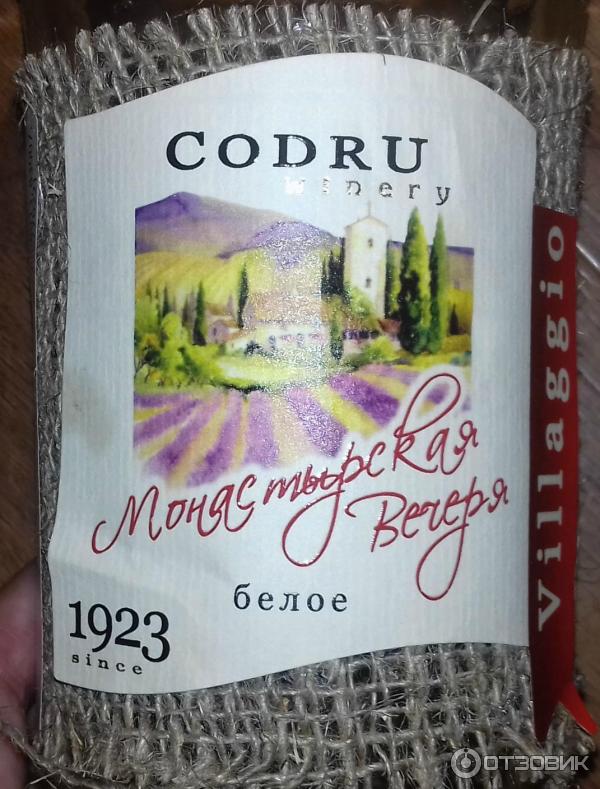 CODRU
winery
Villaggio
Монастырская
Вечеря
белое
1923
since
ОТЗОВИК